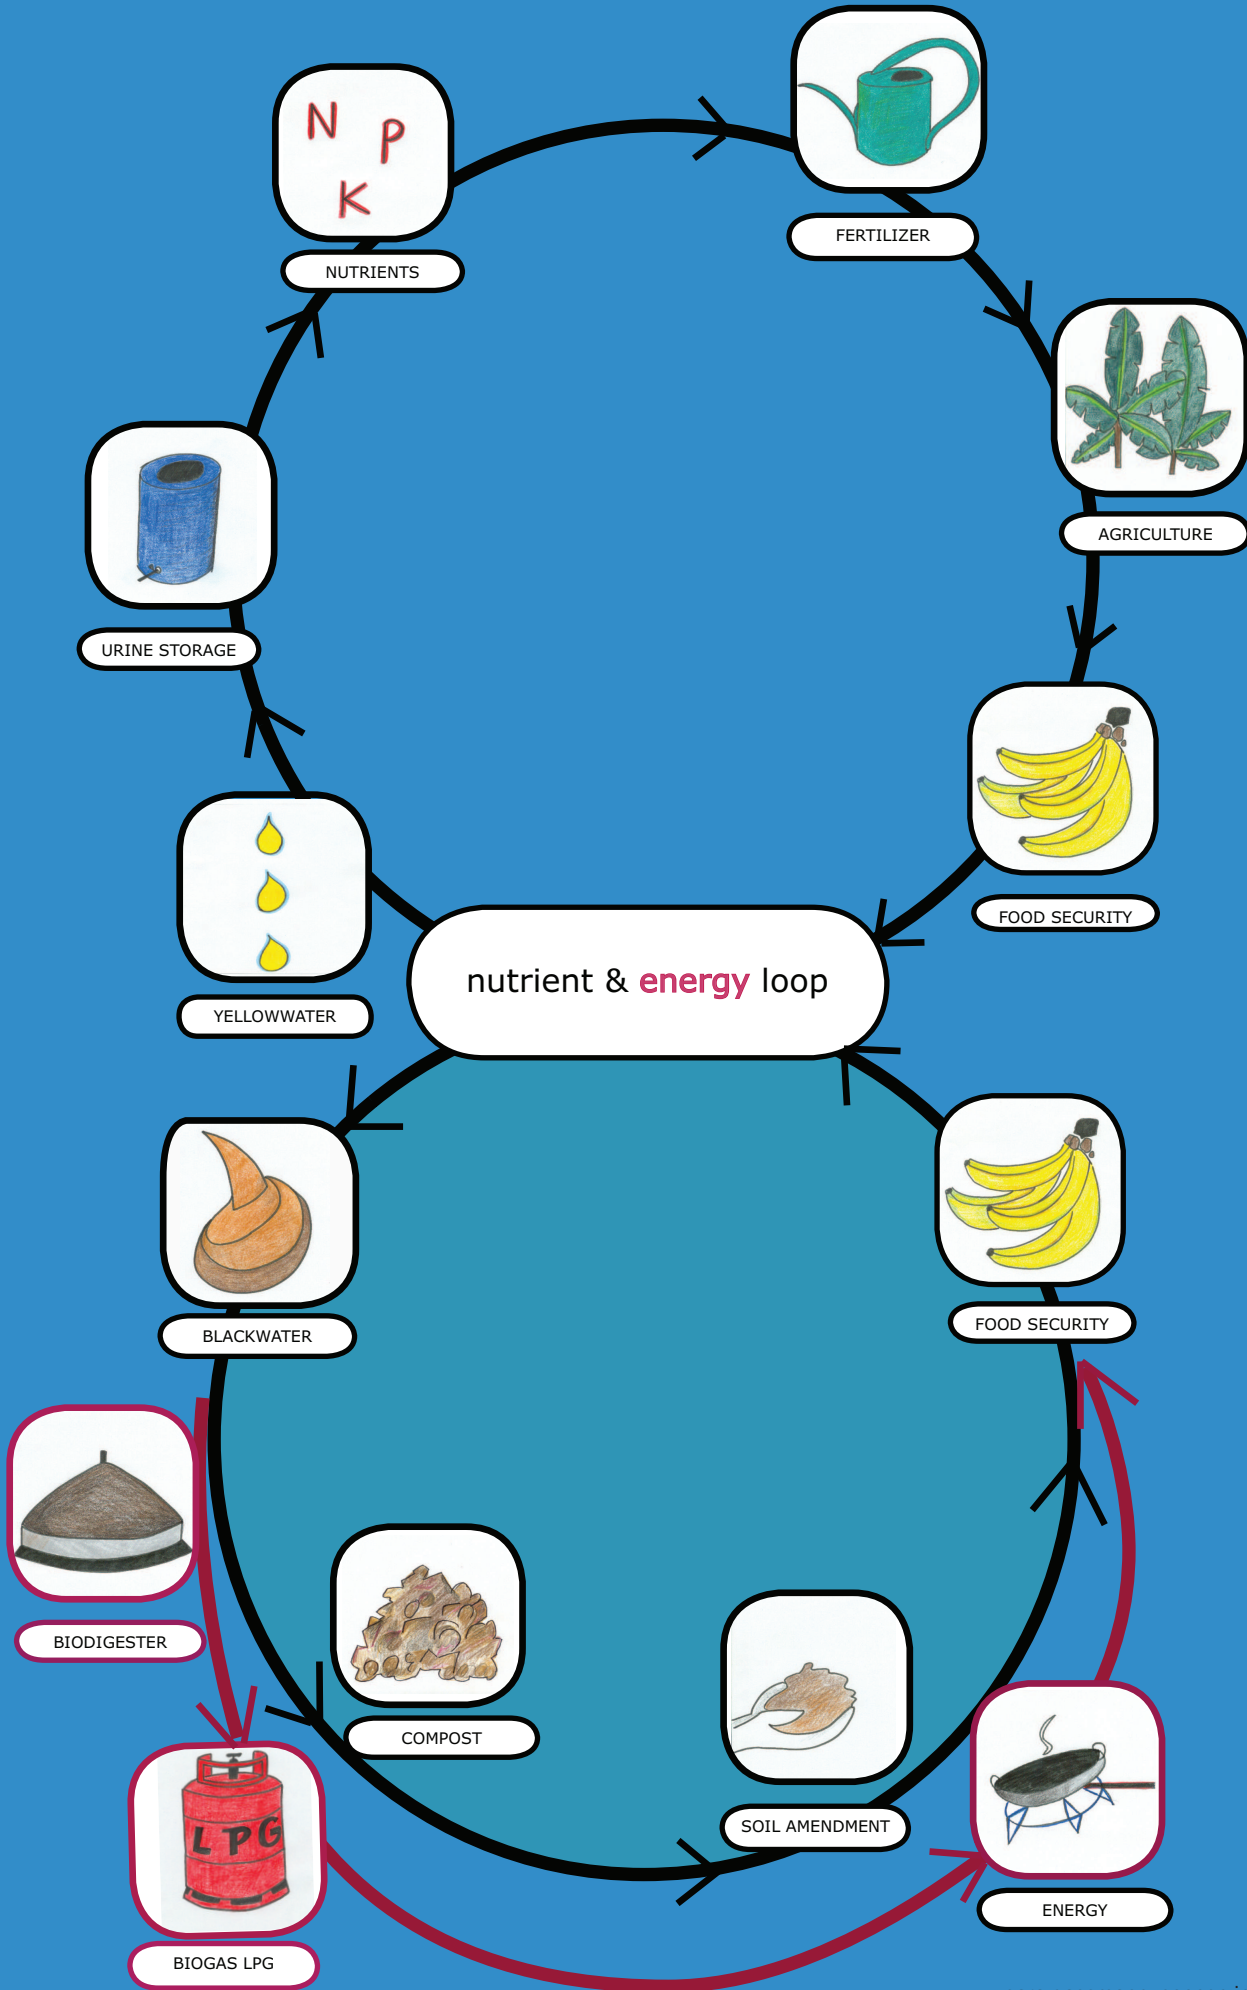 N P
K
NUTRIENTS
FERTILIZER
AGRICULTURE
URINE STORAGE
FOOD SECURITY
YELLOWWATER
nutrient & energy loop
BLACKWATER
FOOD SECURITY
BIODIGESTER
COMPOST
SOIL AMENDMENT
LPG
ENERGY
BIOGAS LPG